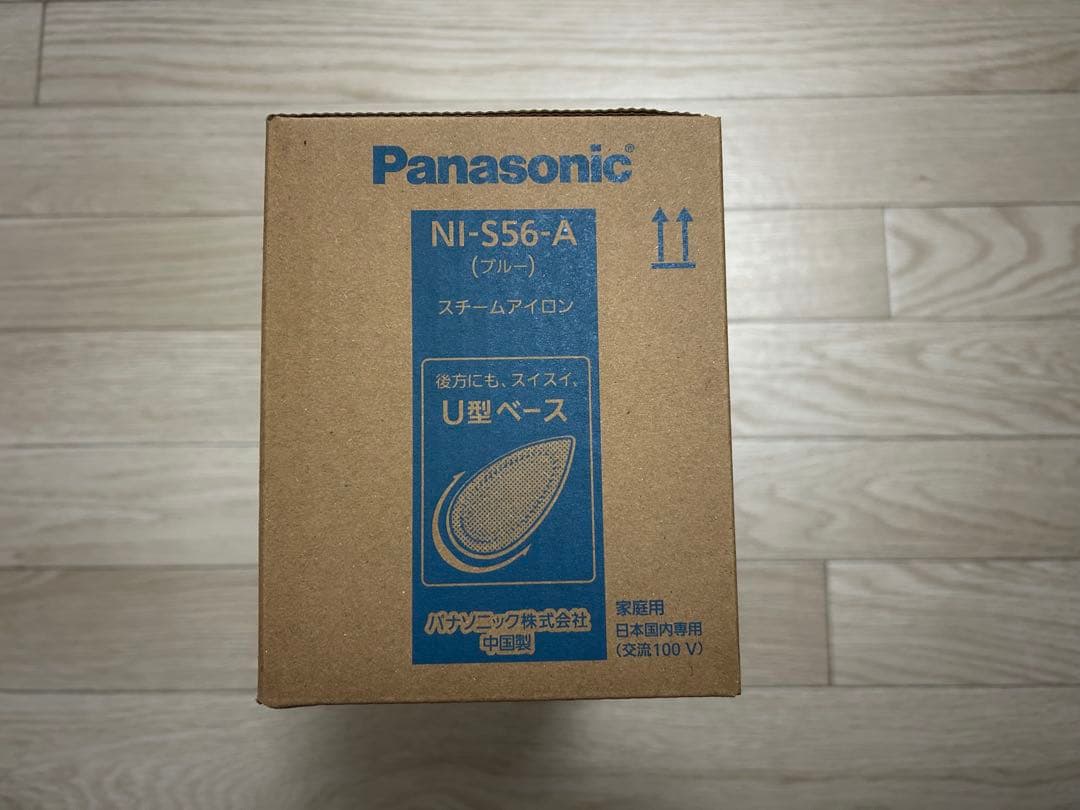 Panasonic®
NI-S56-A
(ブルー)
スチームアイロン
後方にも、スイスイ、
U型ベース
パナソニック株式会社
中国製
家庭用
日本国内専用
(交流100 V)